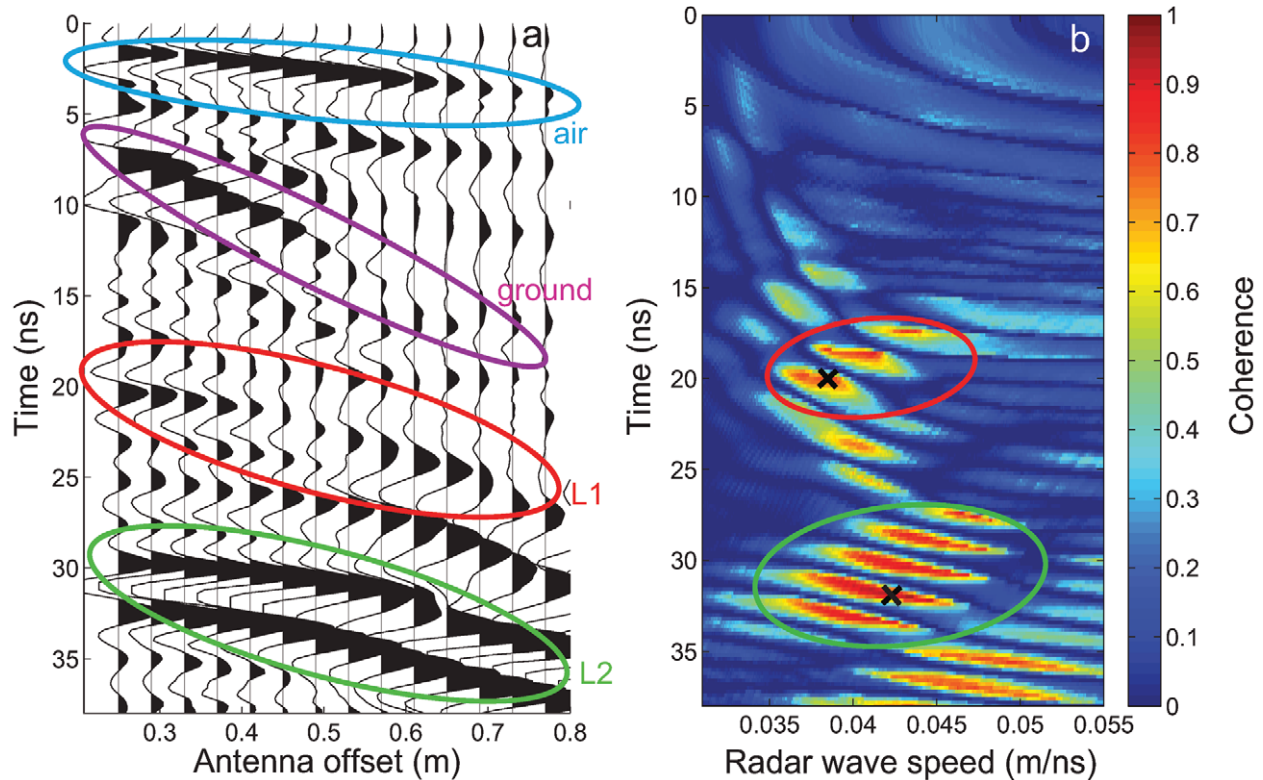 a
0
5
10
15
20
25
30
35
Time (ns)
air
ground
L1
L2
0.3 0.4 0.5 0.6 0.7 0.8
Antenna offset (m)
b
0
5
10
15
20
25
30
35
Time (ns)
0.035 0.04 0.045 0.05 0.055
Radar wave speed (m/ns)
1
0.9
0.8
0.7
0.6
0.5
0.4
0.3
0.2
0.1
0
Coherence